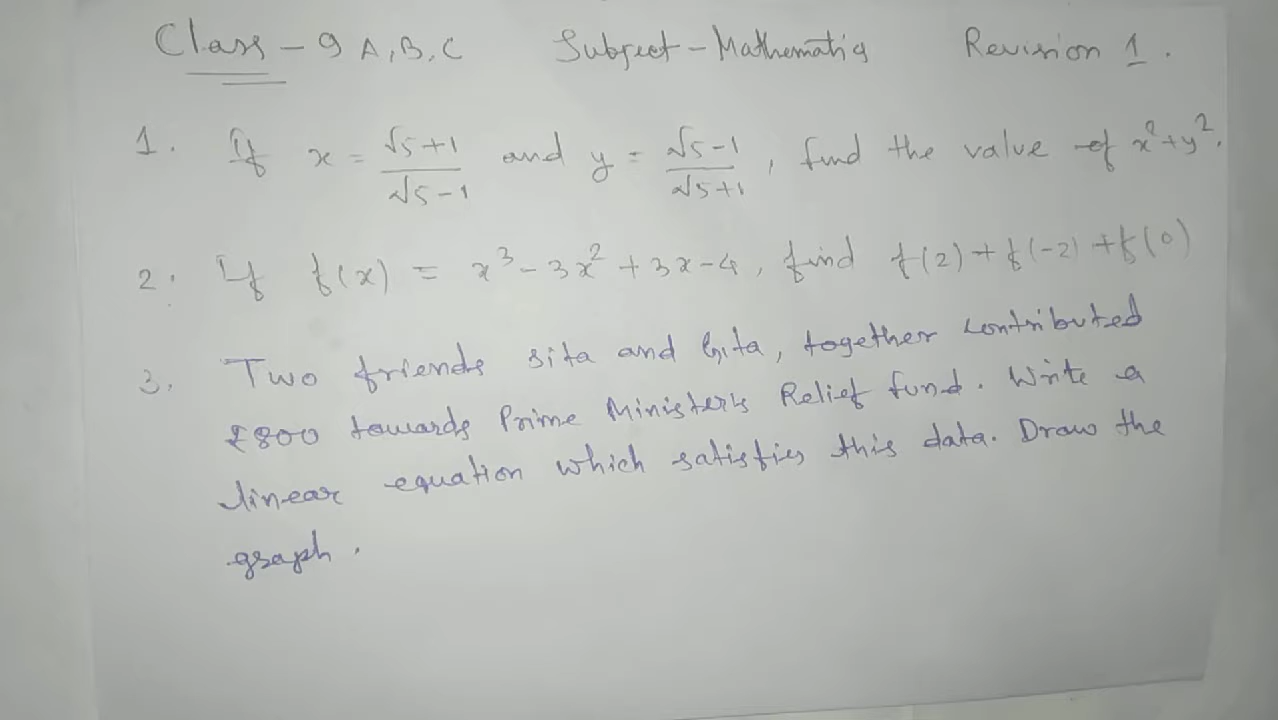 Class - 9 A, B, C Subject - Mathematics Revision 1.
1. If x = √5+1/√5-1 and y = √5-1/√5+1, find the value of x²+y².
2. If f(x) = x³-3x²+3x-4, find f(2)+f(-2)+f(0)
3. Two friends Sita and Gita, together contributed
₹800 towards Prime Minister's Relief fund. Write a
linear equation which satisfies this data. Draw the
graph.